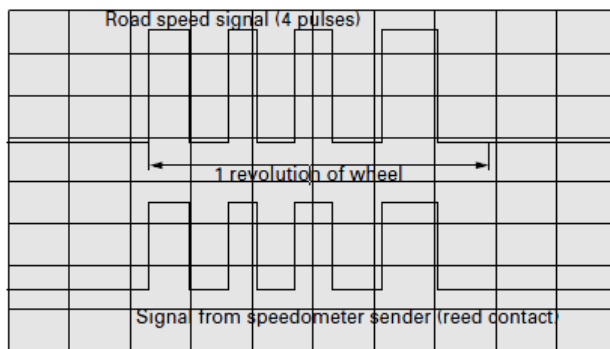 Road speed signal (4 pulses)
1 revolution of wheel
Signal from speedometer sender (reed contact)